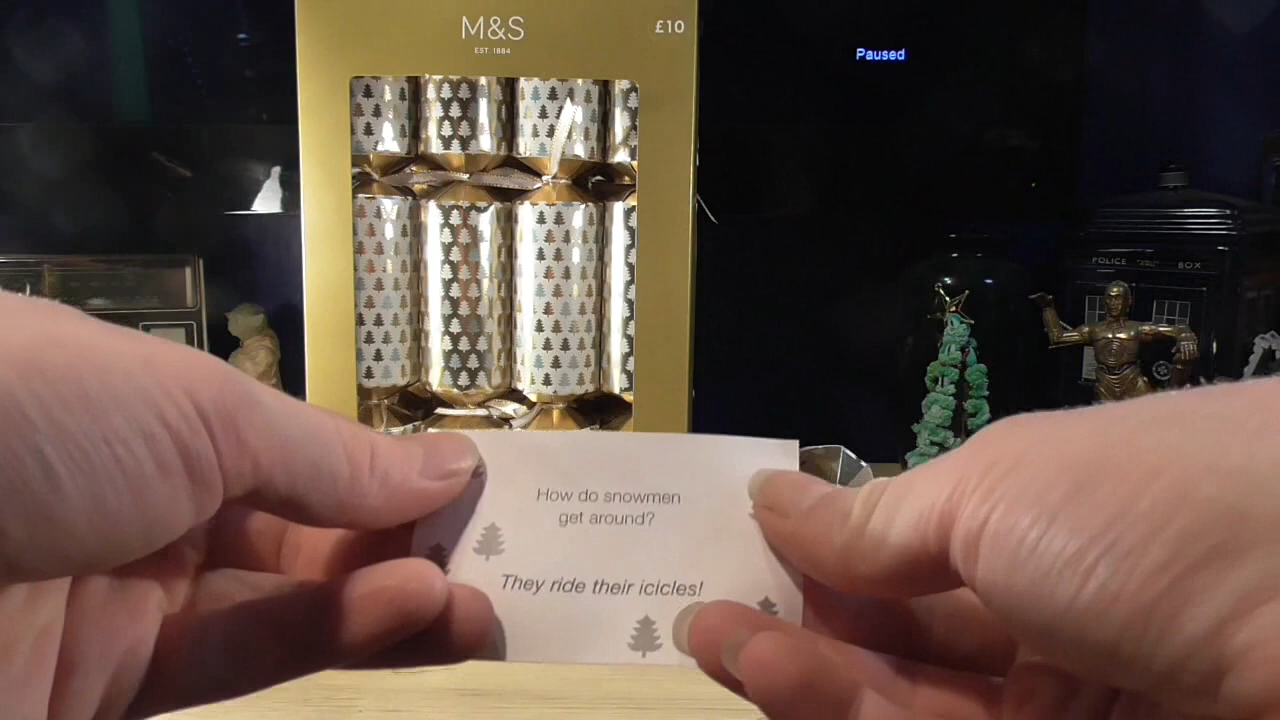 M&S
EST. 1884
£10
Paused
POLICE BOX
How do snowmen
get around?
They ride their icicles!